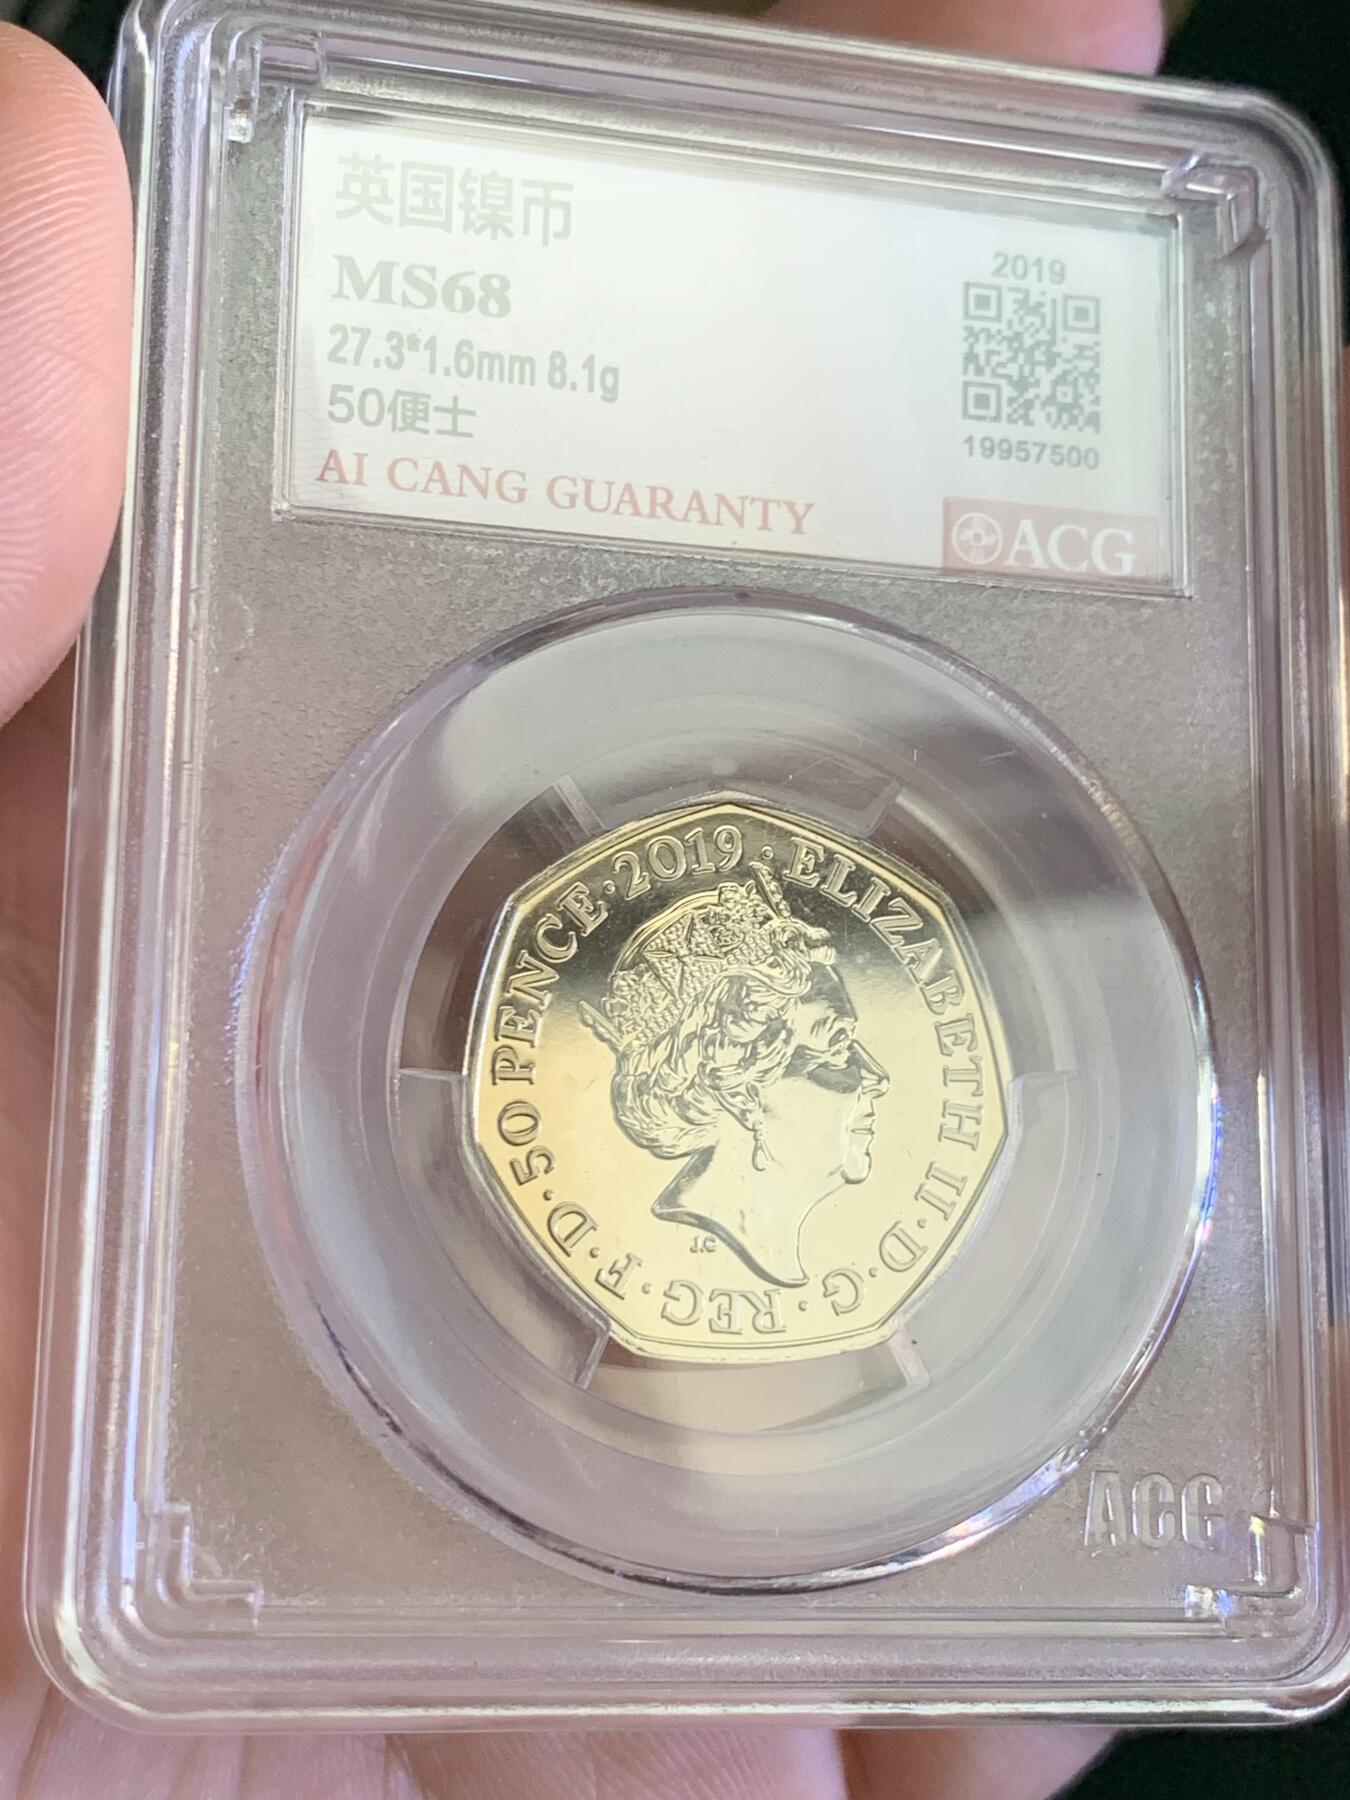 英国镍币
MS68
27.3*1.6mm 8.1g
50便士
AI CANG GUARANTY
2019
19957500
ACG
ELIZABETH II · D · G · REG · F · D · 50 PENCE · 2019 ·
J.C
ACG